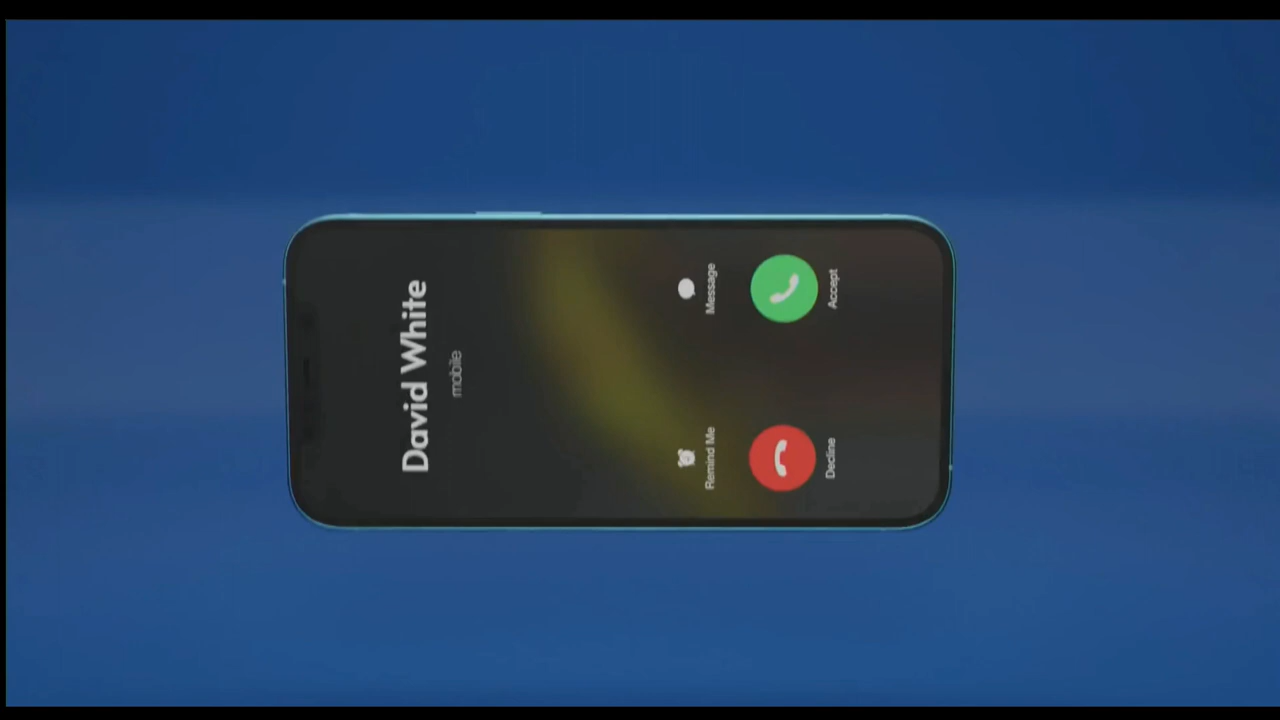 David White
mobile
Remind Me
Message
Decline
Accept